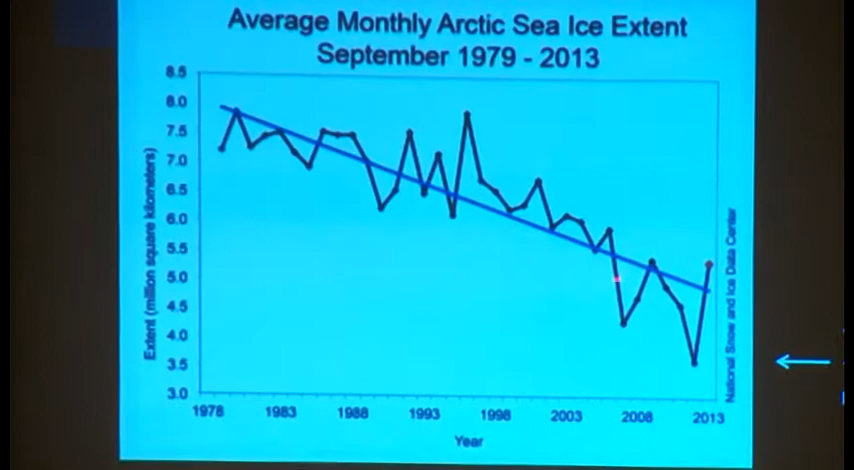 Average Monthly Arctic Sea Ice Extent
September 1979 - 2013
8.5
8.0
7.5
7.0
6.5
6.0
5.5
5.0
4.5
4.0
3.5
3.0
Extent (million square kilometers)
National Snow and Ice Data Center
1978 1983 1988 1993 1998 2003 2008 2013
Year